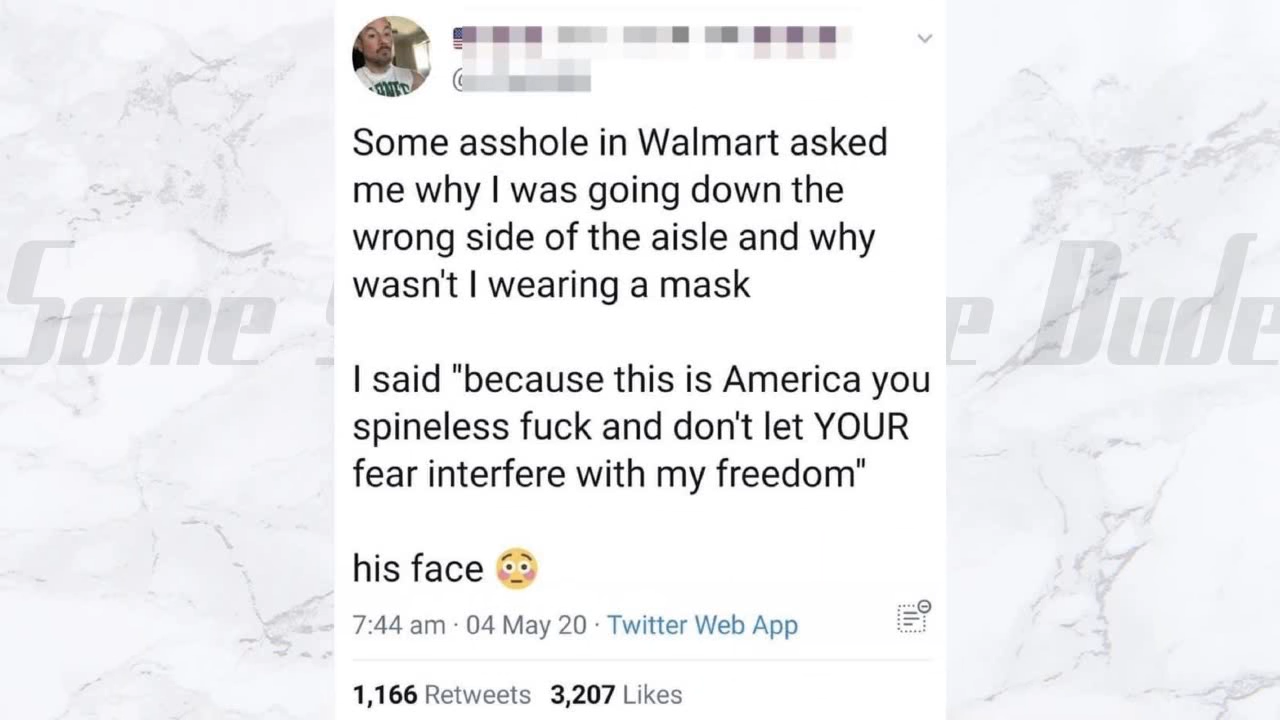 @
Some asshole in Walmart asked
me why I was going down the
wrong side of the aisle and why
wasn't I wearing a mask
I said "because this is America you
spineless fuck and don't let YOUR
fear interfere with my freedom"
his face 😳
7:44 am · 04 May 20 · Twitter Web App
1,166 Retweets 3,207 Likes
Some
Dude